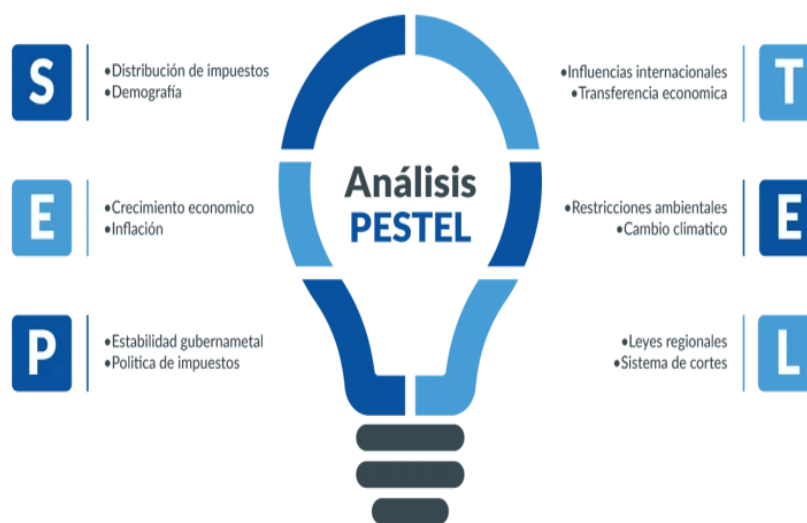 S
•Distribución de impuestos
•Demografía
E
•Crecimiento economico
•Inflación
P
•Estabilidad gubernametal
•Politica de impuestos
Análisis
PESTEL
•Influencias internacionales
•Transferencia economica
T
•Restricciones ambientales
•Cambio climatico
E
•Leyes regionales
•Sistema de cortes
L